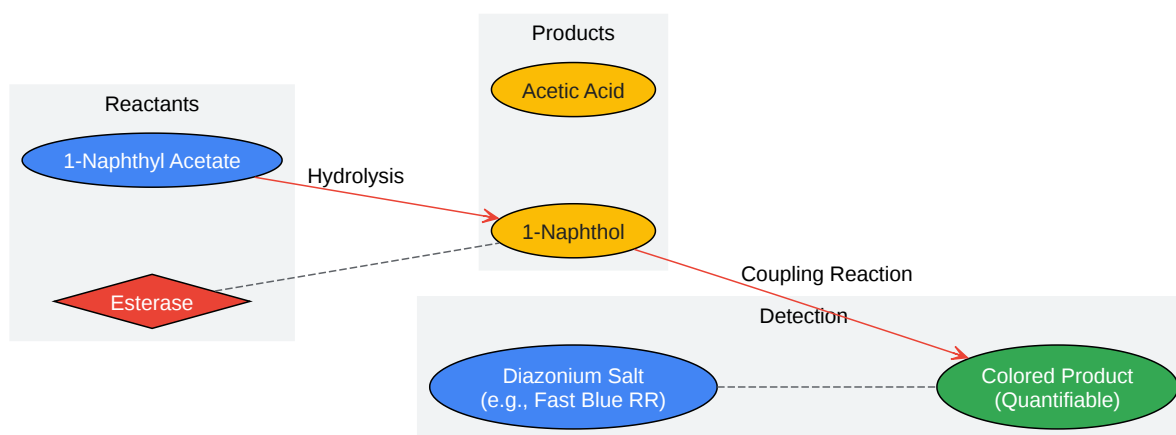 Products
Acetic Acid
Reactants
1-Naphthyl Acetate
Hydrolysis
1-Naphthol
Esterase
Coupling Reaction
Detection
Diazonium Salt
(e.g., Fast Blue RR)
Colored Product
(Quantifiable)